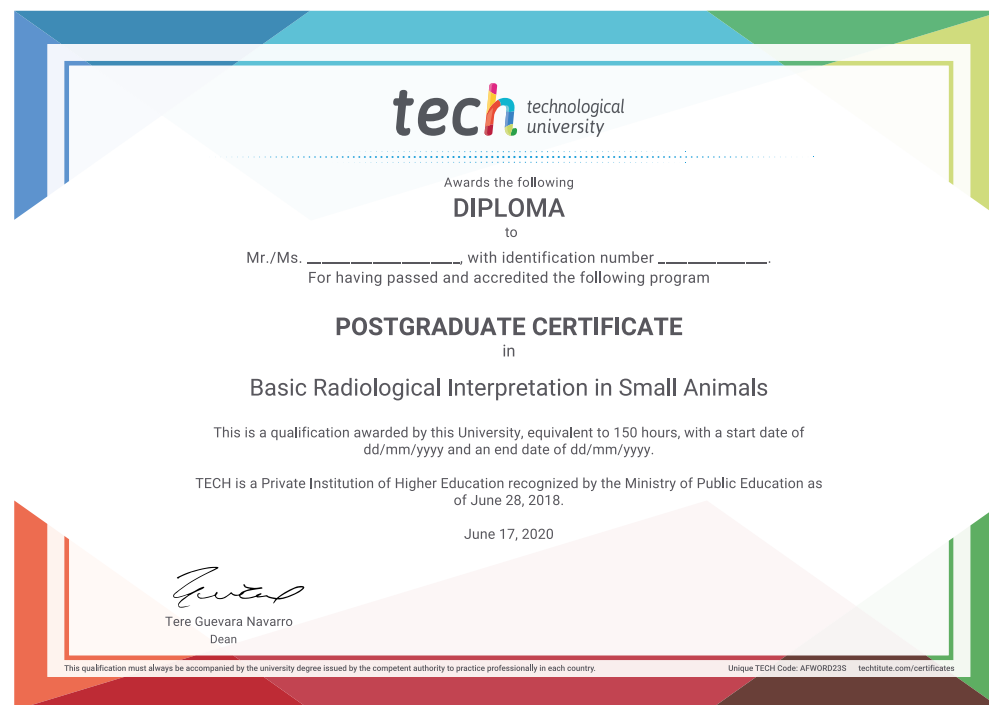 tech technological
university
Awards the following
DIPLOMA
to
Mr./Ms. ____________________, with identification number ______________.
For having passed and accredited the following program
POSTGRADUATE CERTIFICATE
in
Basic Radiological Interpretation in Small Animals
This is a qualification awarded by this University, equivalent to 150 hours, with a start date of
dd/mm/yyyy and an end date of dd/mm/yyyy.
TECH is a Private Institution of Higher Education recognized by the Ministry of Public Education as
of June 28, 2018.
June 17, 2020
Tere Guevara Navarro
Dean
This qualification must always be accompanied by the university degree issued by the competent authority to practice professionally in each country.
Unique TECH Code: AFWORD23S techtitute.com/certificates